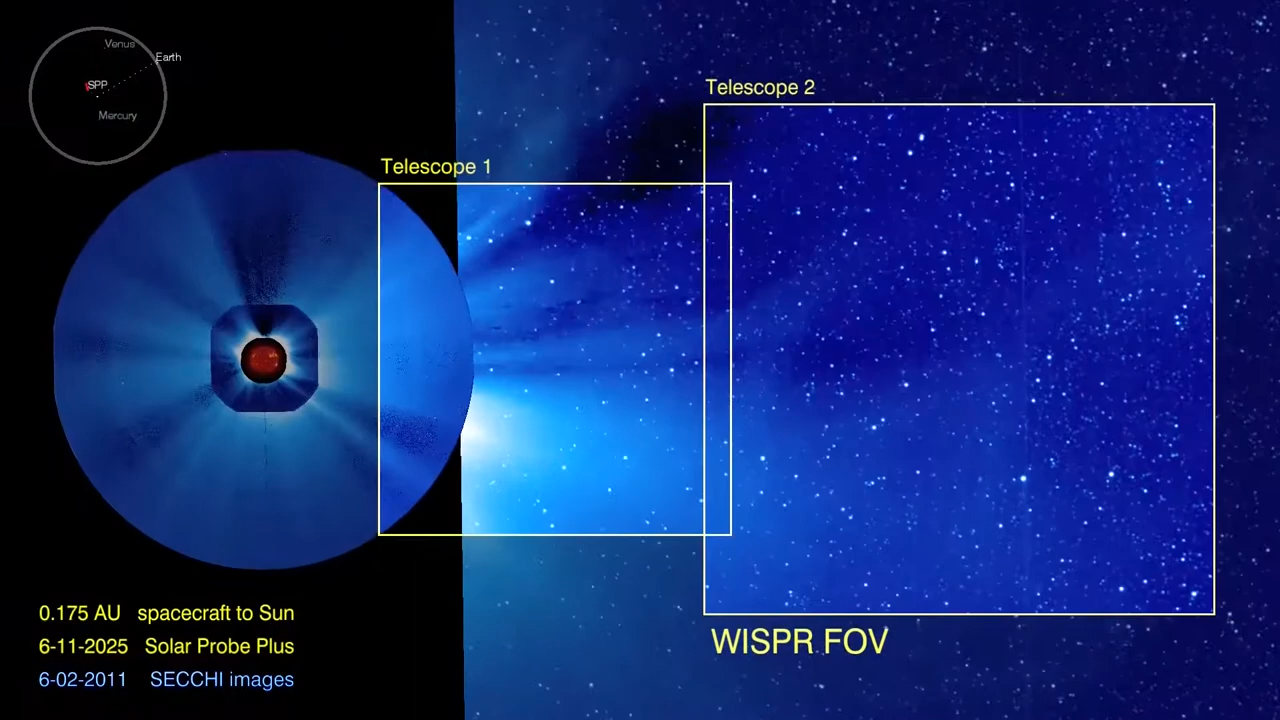 Venus
Earth
SPP
Mercury
Telescope 2
Telescope 1
0.175 AU spacecraft to Sun
6-11-2025 Solar Probe Plus
6-02-2011 SECCHI images
WISPR FOV